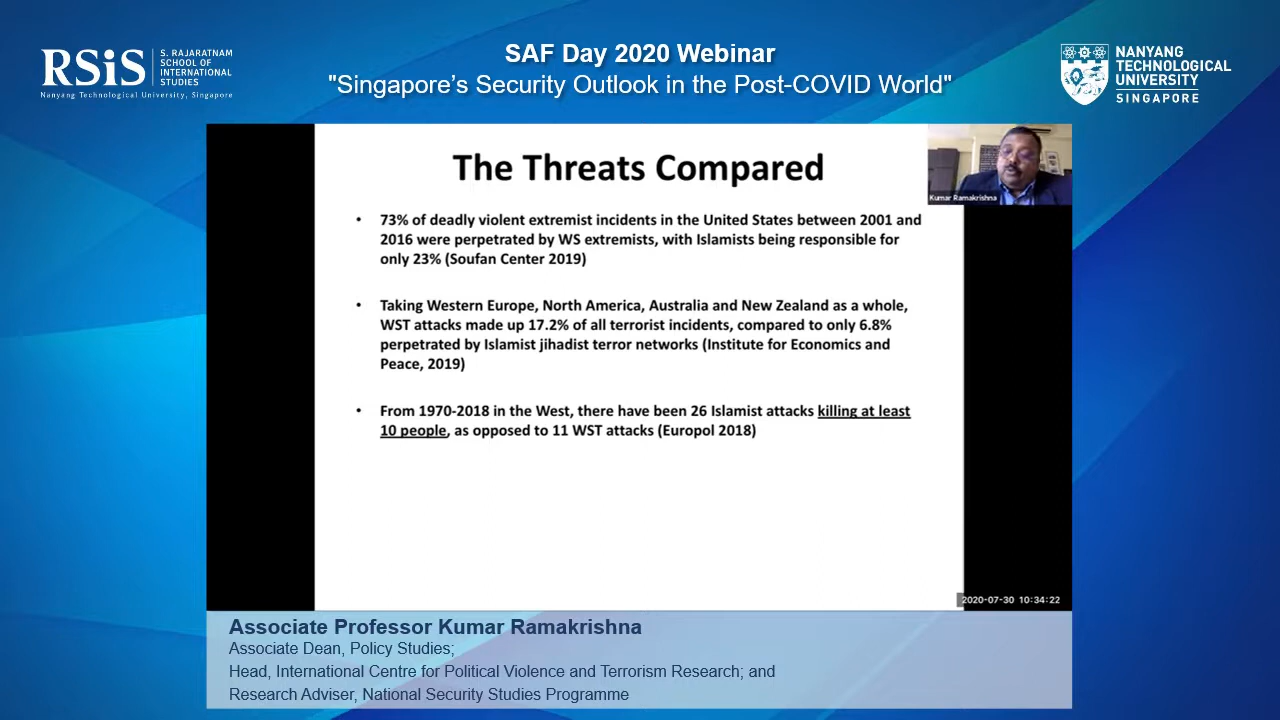 RSiS
S. RAJARATNAM
SCHOOL OF
INTERNATIONAL
STUDIES
Nanyang Technological University, Singapore
SAF Day 2020 Webinar
"Singapore’s Security Outlook in the Post-COVID World"
NANYANG
TECHNOLOGICAL
UNIVERSITY
SINGAPORE
The Threats Compared
Kumar Ramakrishna
• 73% of deadly violent extremist incidents in the United States between 2001 and
2016 were perpetrated by WS extremists, with Islamists being responsible for
only 23% (Soufan Center 2019)
• Taking Western Europe, North America, Australia and New Zealand as a whole,
WST attacks made up 17.2% of all terrorist incidents, compared to only 6.8%
perpetrated by Islamist jihadist terror networks (Institute for Economics and
Peace, 2019)
• From 1970-2018 in the West, there have been 26 Islamist attacks killing at least
10 people, as opposed to 11 WST attacks (Europol 2018)
2020-07-30 10:34:22
Associate Professor Kumar Ramakrishna
Associate Dean, Policy Studies;
Head, International Centre for Political Violence and Terrorism Research; and
Research Adviser, National Security Studies Programme